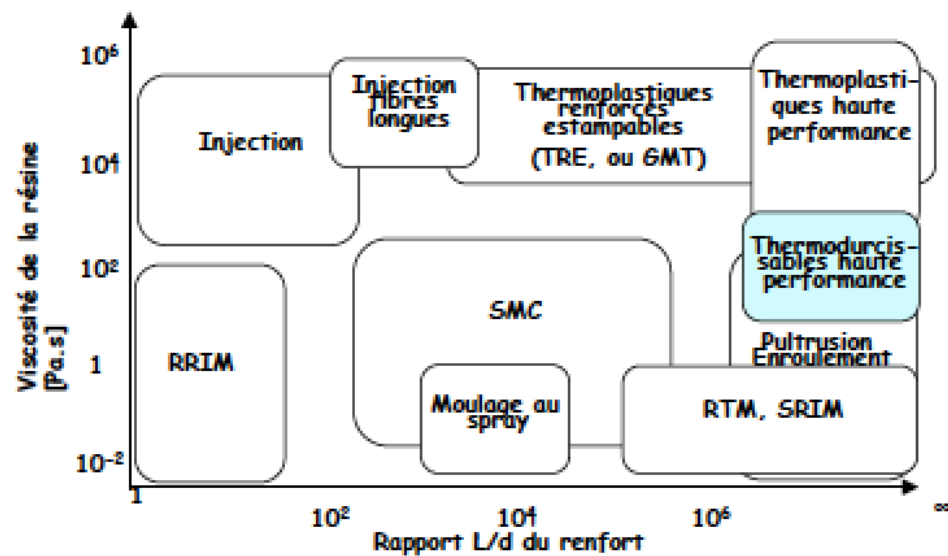 10⁶
10⁴
10²
1
10⁻²
Viscosité de la résine
[Pa.s]
Injection
Injection
fibres
longues
Thermoplastiques
renforcés
estampables
(TRE, ou GMT)
Thermoplasti-
ques haute
performance
Thermodurcis-
sables haute
performance
SMC
RRIM
Pultrusion
Enroulement
Moulage au
spray
RTM, SRIM
1
10²
10⁴
10⁶
∞
Rapport L/d du renfort